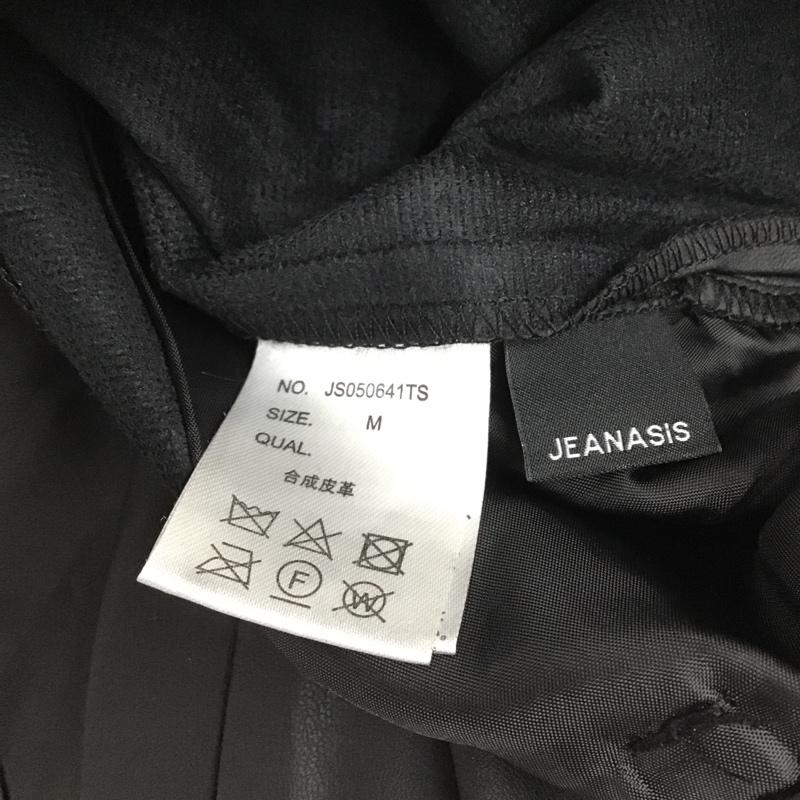 NO. JS050641TS
SIZE. M
QUAL.
合成皮革
F
W
JEANASIS